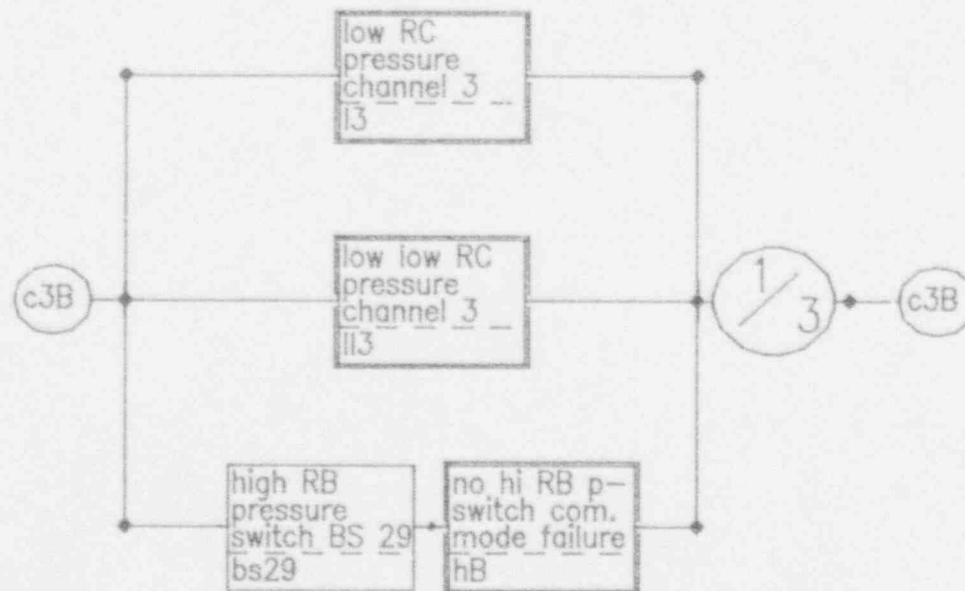 low RC
pressure
channel 3
l3
low low RC
pressure
channel 3
ll3
c3B
1/3
c3B
high RB
pressure
switch BS 29
bs29
no hi RB p-
switch com.
mode failure
hB